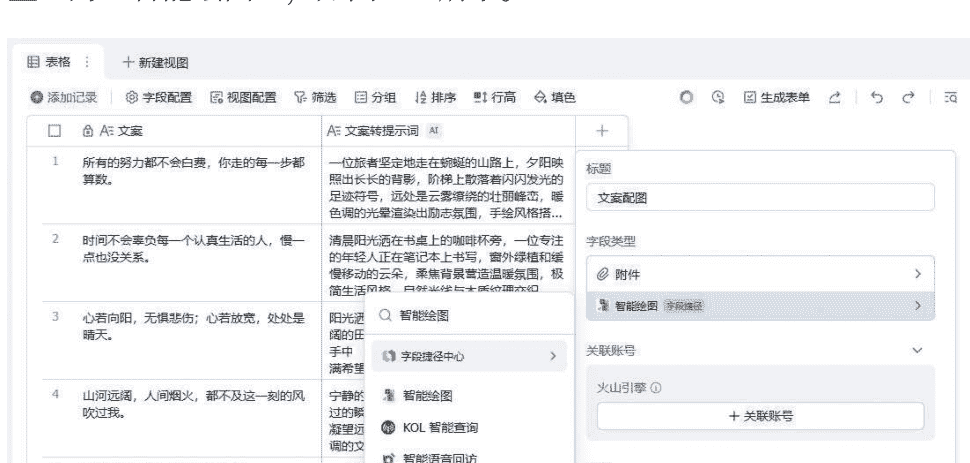 表格
新建视图
添加记录 字段配置 视图配置 筛选 分组 排序 行高 填色 生成表单
文案 文案转提示词 AI
1 所有的努力都不会白费,你走的每一步都
算数。
一位旅者坚定地走在蜿蜒的山路上,夕阳映
照出长长的背影,阶梯上散落着闪闪发光的
足迹符号,远处是云雾缭绕的壮丽峰峦,暖
色调的光晕渲染出励志氛围,手绘风格搭...
2 时间不会辜负每一个认真生活的人,慢一
点也没关系。
清晨阳光洒在书桌上的咖啡杯旁,一位专注
的年轻人正在笔记本上书写,窗外绿植和缓
慢移动的云朵,柔焦背景营造温暖氛围,极
简生活风格,自然光线与木质纹理交织
3 心若向阳,无惧悲伤;心若放宽,处处是
晴天。
阳光洒
阔的田
手中
满希望
4 山河远阔,人间烟火,都不及这一刻的风
吹过我。
宁静的
过的瞬
凝望远
调的文
智能绘图
字段捷径中心
智能绘图
KOL 智能查询
智能语音回访
标题
文案配图
字段类型
附件
智能绘图 字段捷径
关联账号
火山引擎
+ 关联账号